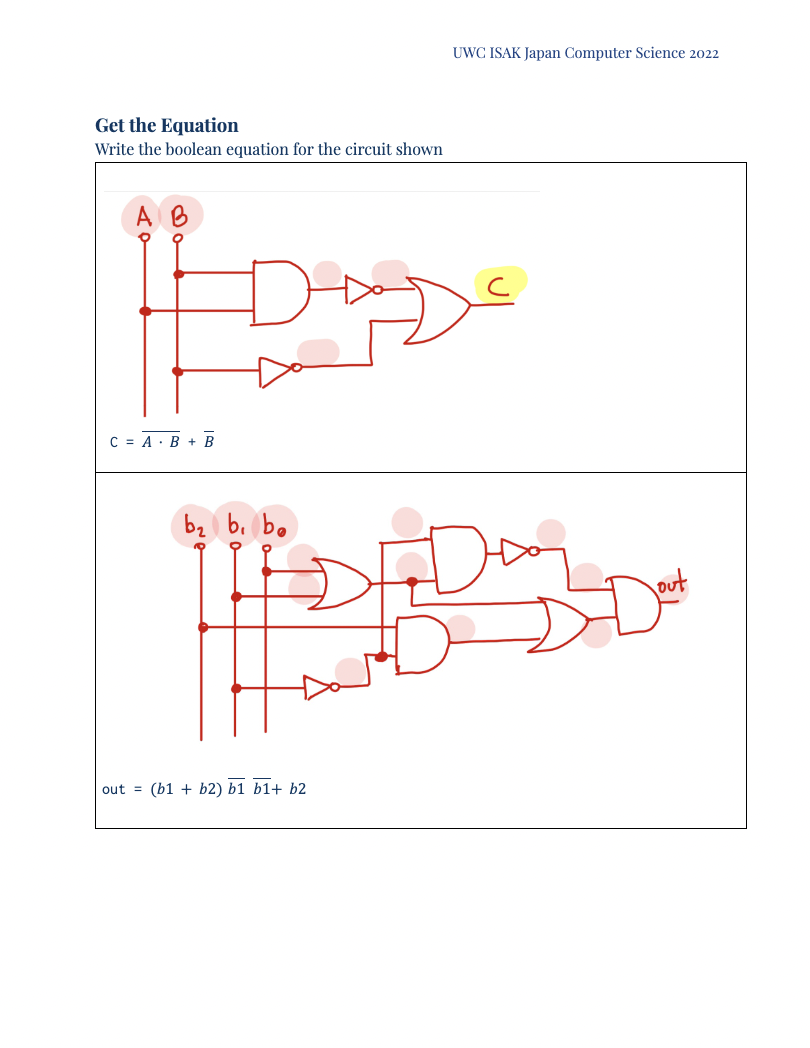 UWC ISAK Japan Computer Science 2022
Get the Equation
Write the boolean equation for the circuit shown
A B
C
C = \overline{A · B} + \overline{B}
b₂ b₁ b₀
out
out = (b1 + b2) \overline{b1} \overline{b1}+ b2